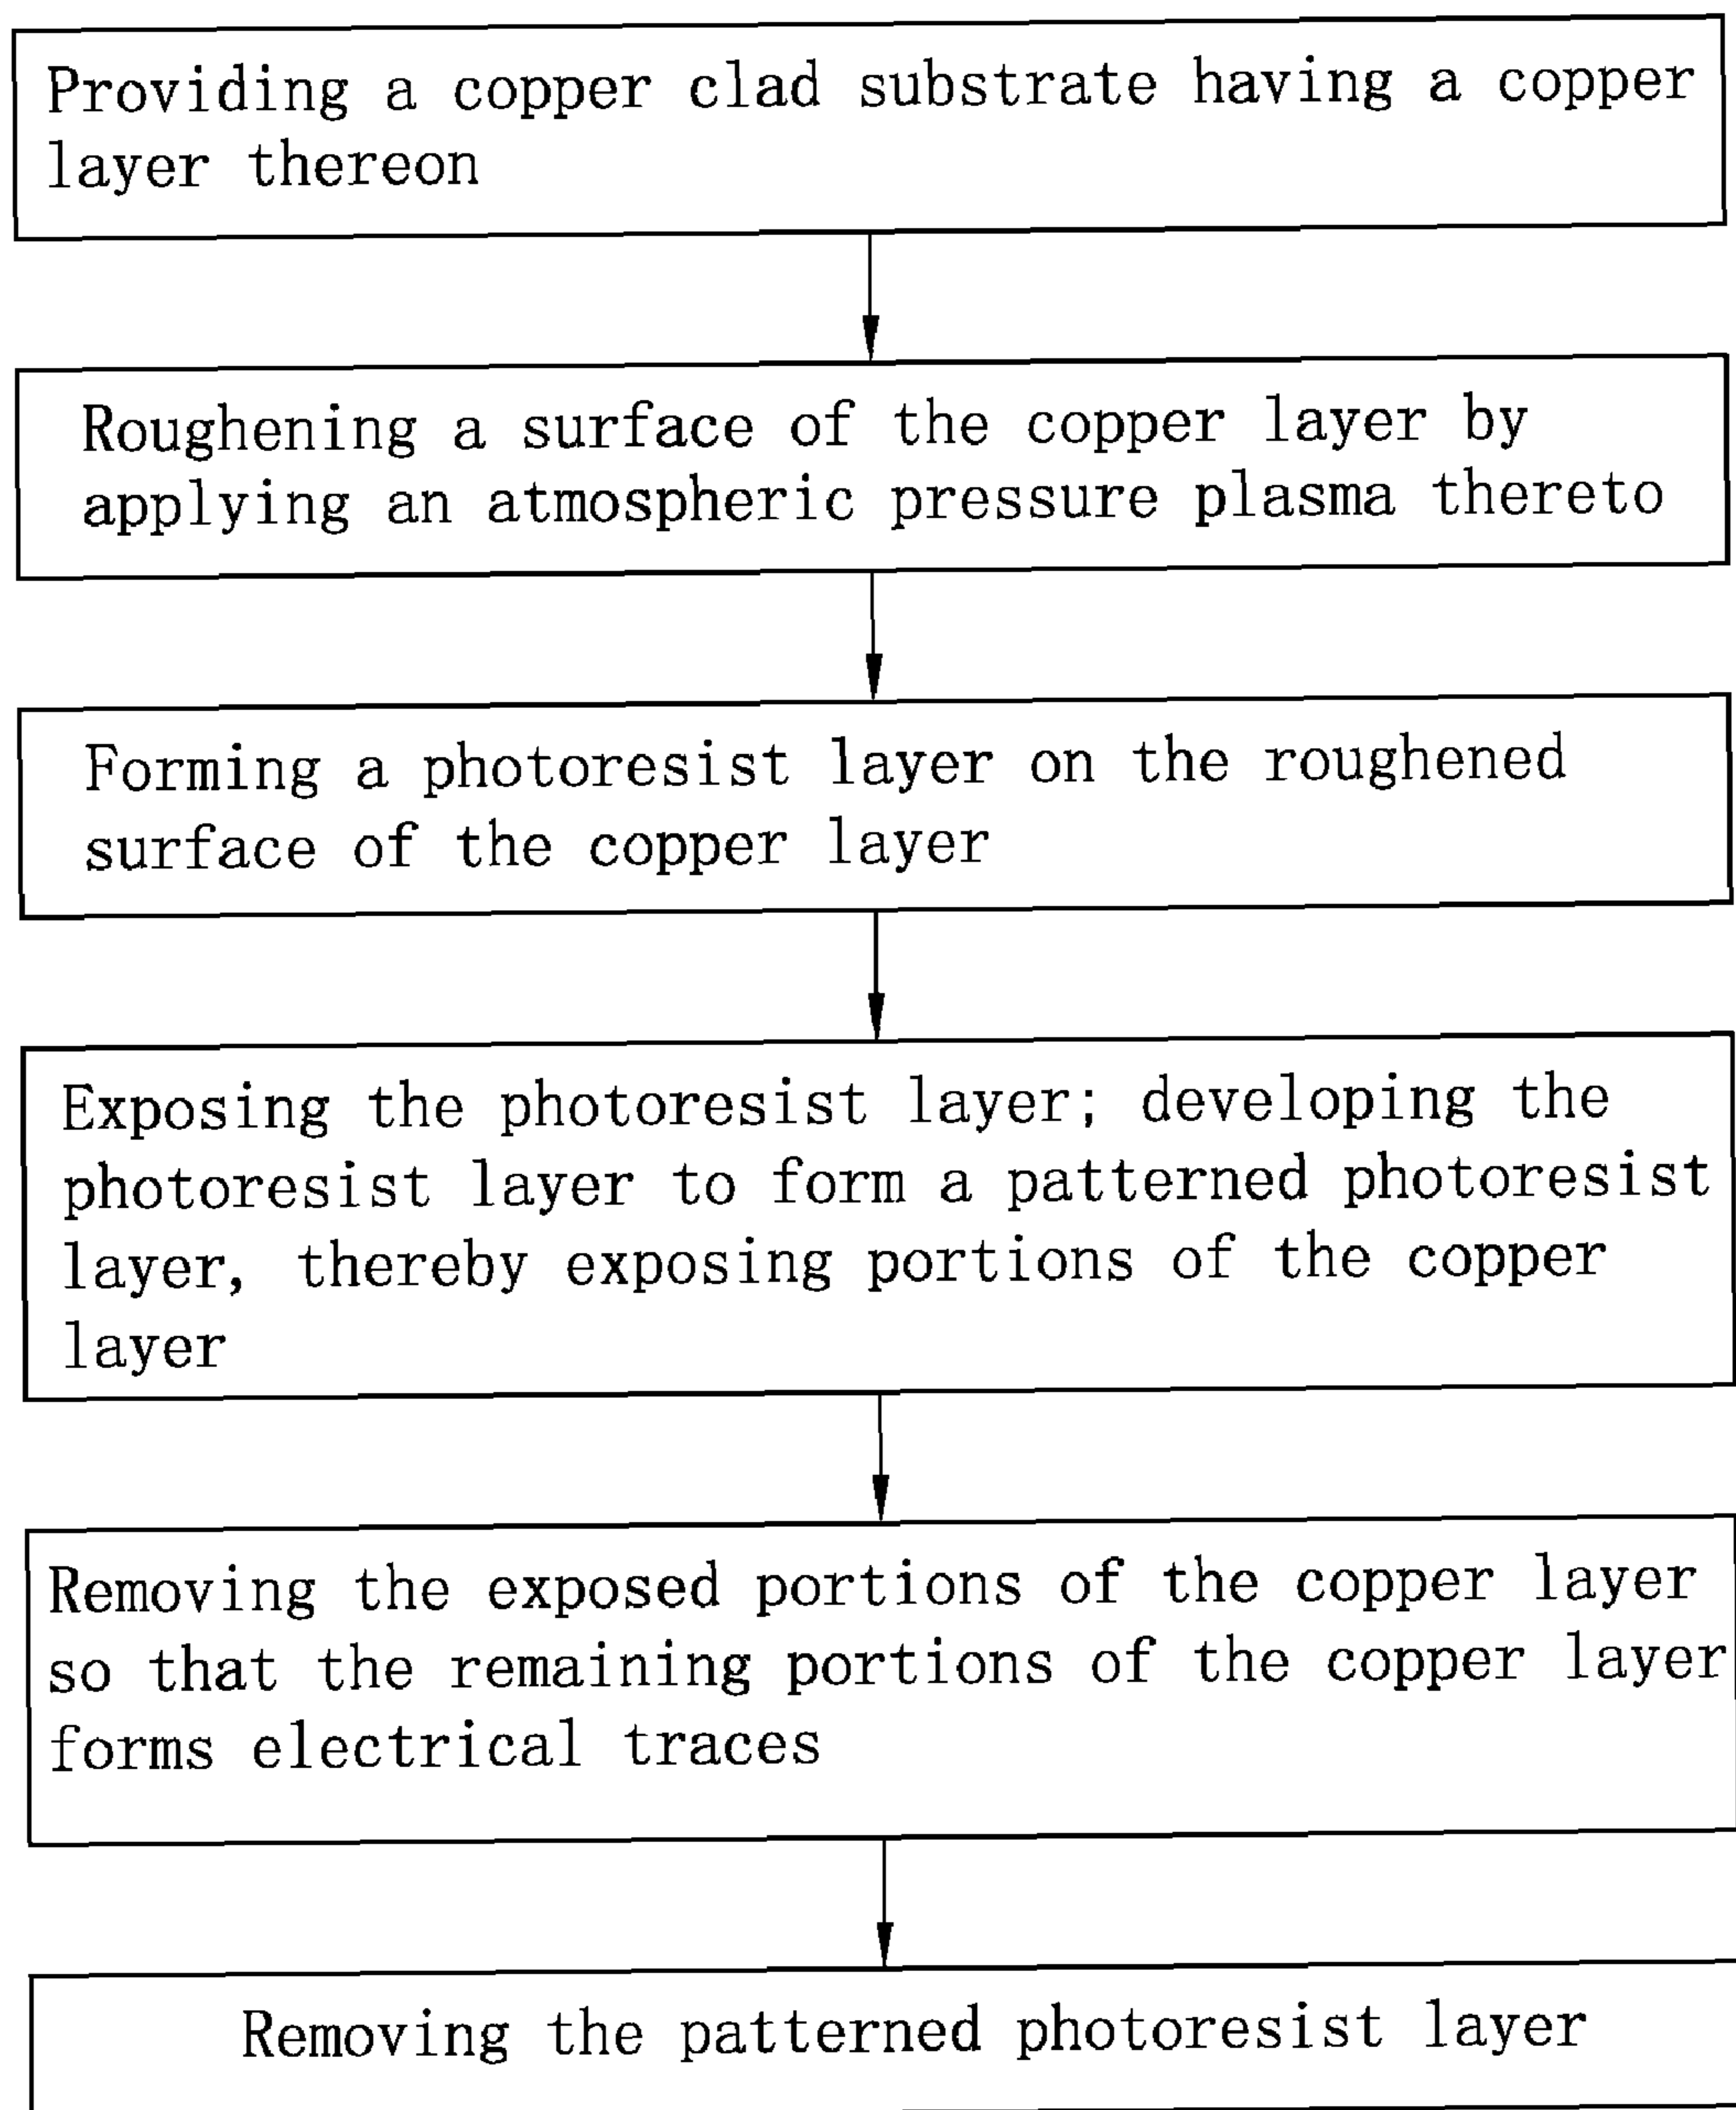 Providing a copper clad substrate having a copper
layer thereon
Roughening a surface of the copper layer by
applying an atmospheric pressure plasma thereto
Forming a photoresist layer on the roughened
surface of the copper layer
Exposing the photoresist layer; developing the
photoresist layer to form a patterned photoresist
layer, thereby exposing portions of the copper
layer
Removing the exposed portions of the copper layer
so that the remaining portions of the copper layer
forms electrical traces
Removing the patterned photoresist layer